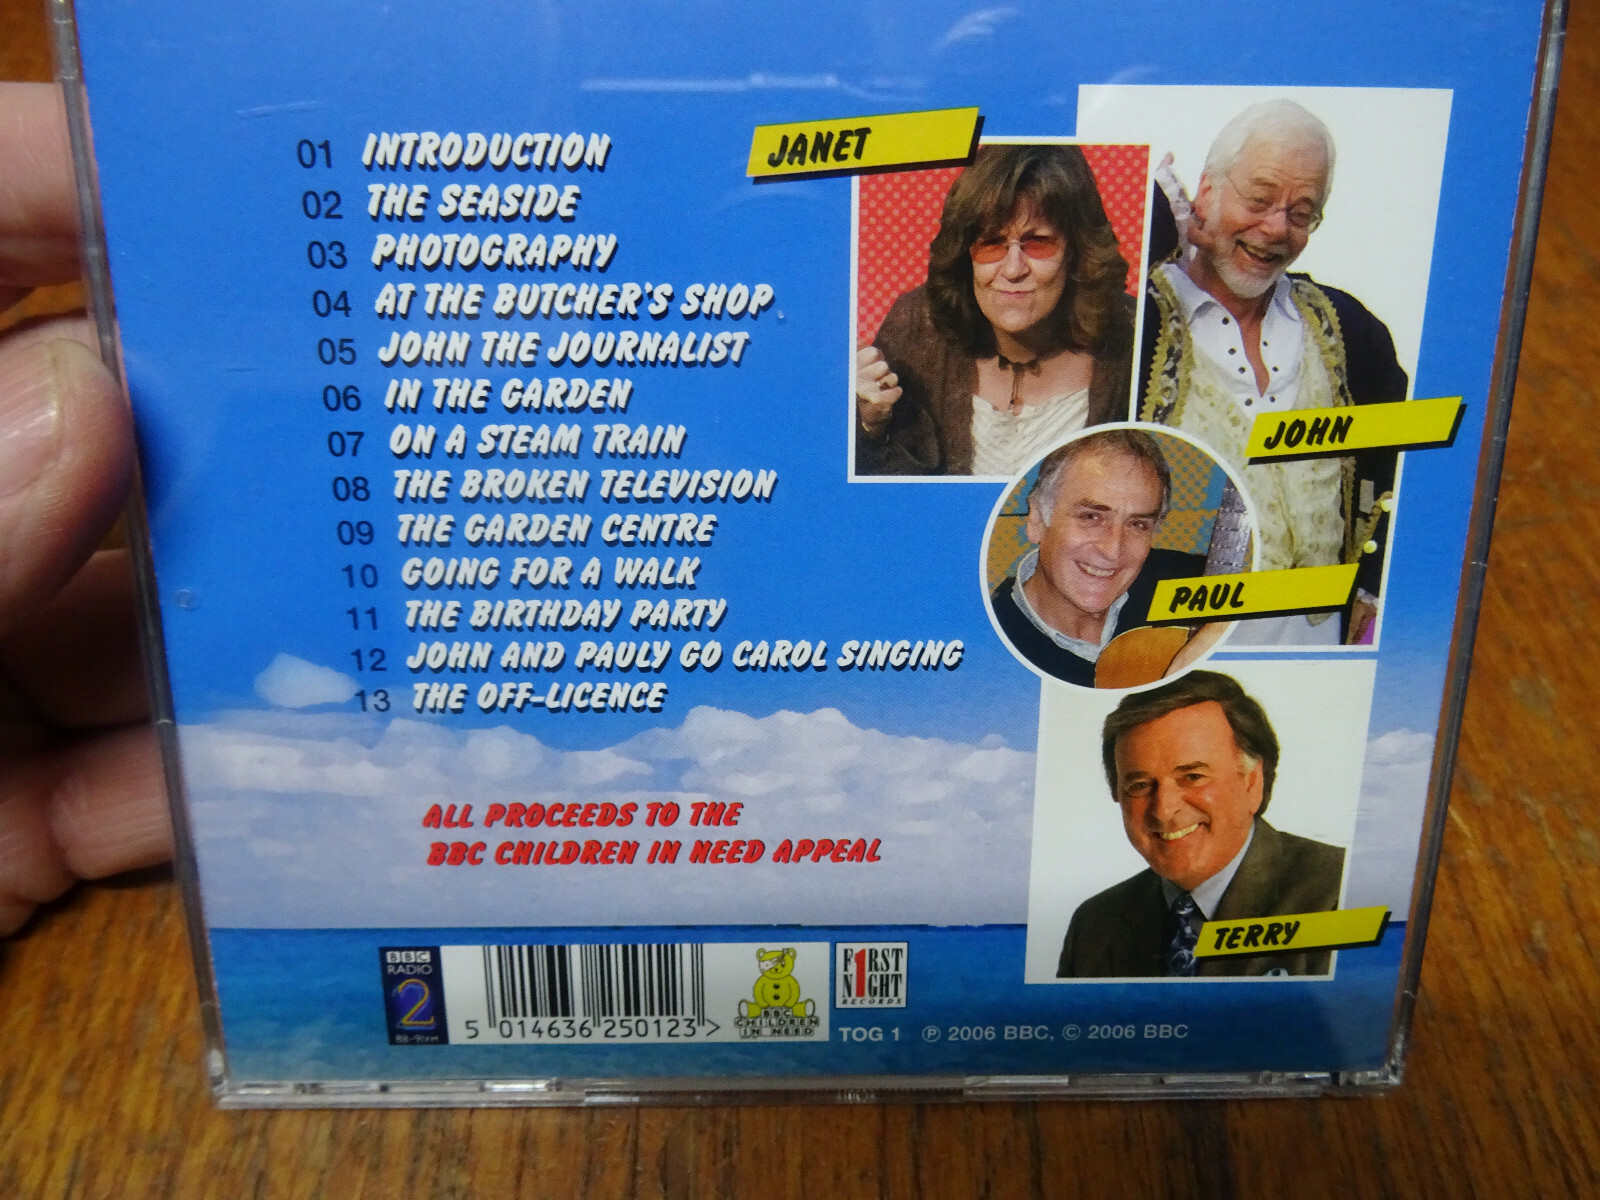 01 INTRODUCTION
02 THE SEASIDE
03 PHOTOGRAPHY
04 AT THE BUTCHER'S SHOP
05 JOHN THE JOURNALIST
06 IN THE GARDEN
07 ON A STEAM TRAIN
08 THE BROKEN TELEVISION
09 THE GARDEN CENTRE
10 GOING FOR A WALK
11 THE BIRTHDAY PARTY
12 JOHN AND PAULY GO CAROL SINGING
13 THE OFF-LICENCE
JANET
JOHN
PAUL
TERRY
ALL PROCEEDS TO THE
BBC CHILDREN IN NEED APPEAL
BBC
RADIO
2
88-91FM
5 014636 250123 >
BBC
CHILDREN
IN NEED
F1RST
N1GHT
RECORDS
TOG 1 ℗ 2006 BBC, © 2006 BBC